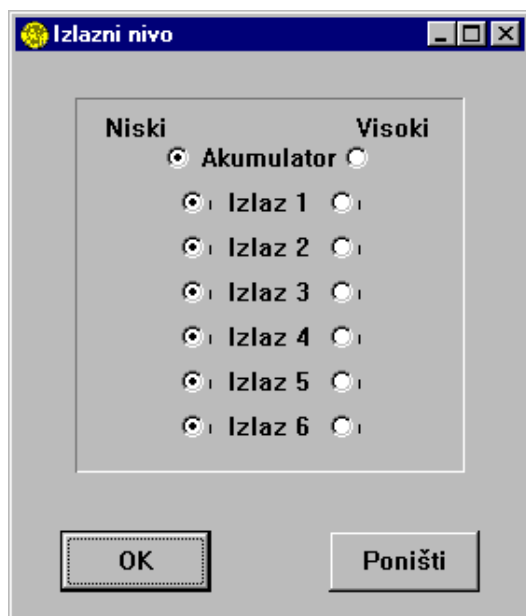 Izlazni nivo
Niski Visoki
Akumulator
Izlaz 1
Izlaz 2
Izlaz 3
Izlaz 4
Izlaz 5
Izlaz 6
OK Poništi